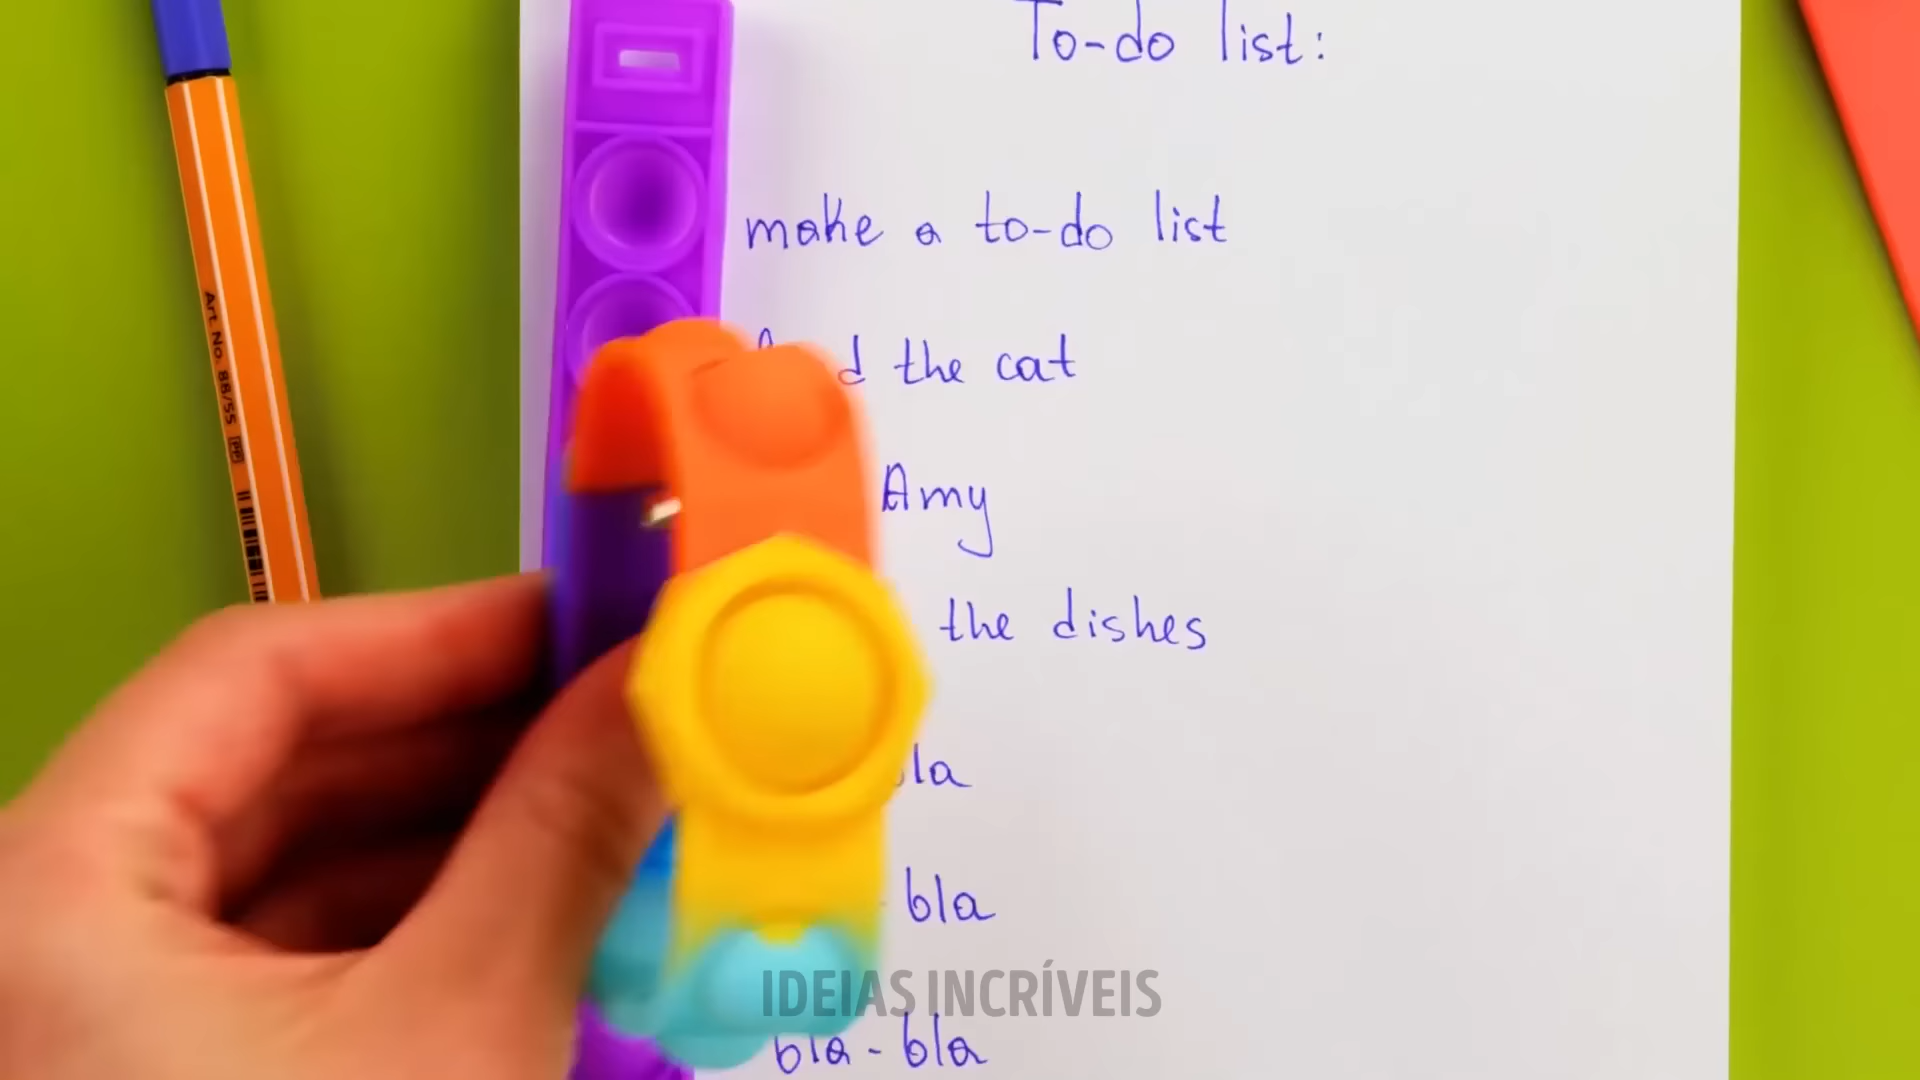 To-do list:
make a to-do list
the cat
Amy
the dishes
bla
bla-bla
Art. No. 88/55
IDEIAS INCRÍVEIS